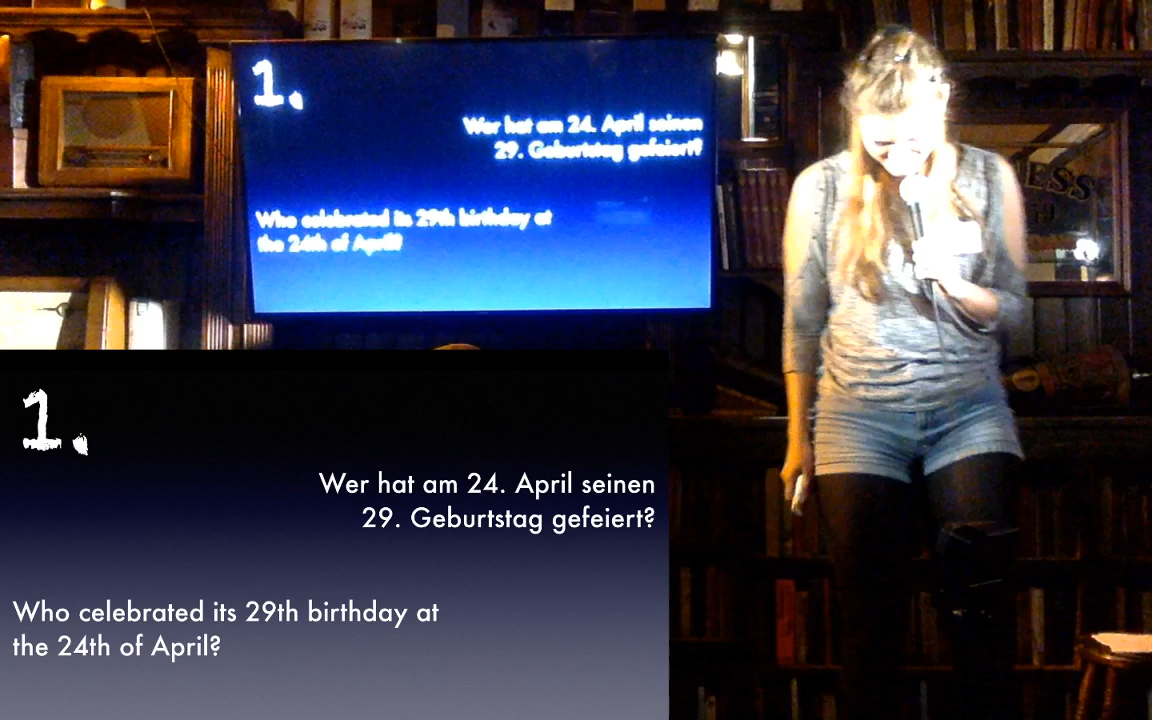 1.
Wer hat am 24. April seinen
29. Geburtstag gefeiert?
Who celebrated its 29th birthday at
the 24th of April?
1.
Wer hat am 24. April seinen
29. Geburtstag gefeiert?
Who celebrated its 29th birthday at
the 24th of April?